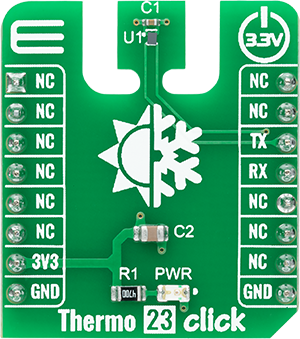 C1
U1
3.3V
NC NC
NC NC
NC TX
NC RX
NC NC
NC C2 NC
3V3 NC
R1 PWR
GND GND
Thermo 23 click